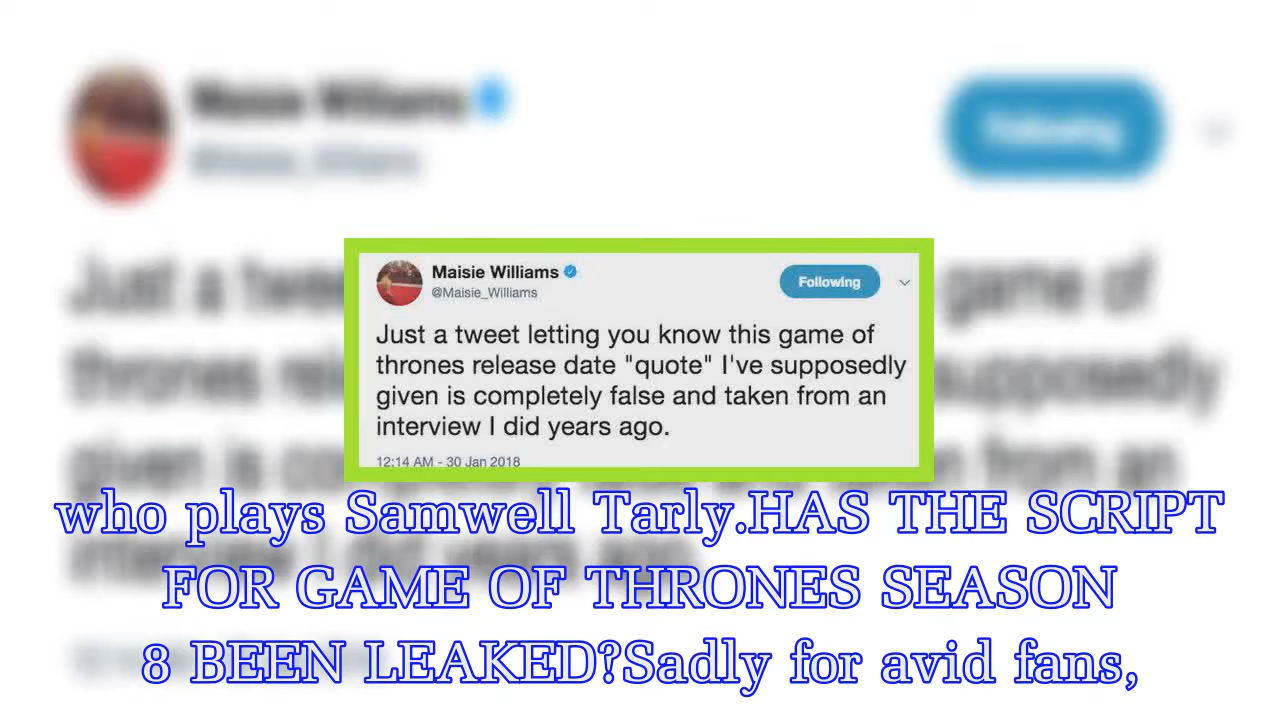 Maisie Williams
@Maisie_Williams
Following
Just a tweet letting you know this game of
thrones release date "quote" I've supposedly
given is completely false and taken from an
interview I did years ago.
12:14 AM - 30 Jan 2018
who plays Samwell Tarly.HAS THE SCRIPT
FOR GAME OF THRONES SEASON
8 BEEN LEAKED?Sadly for avid fans,